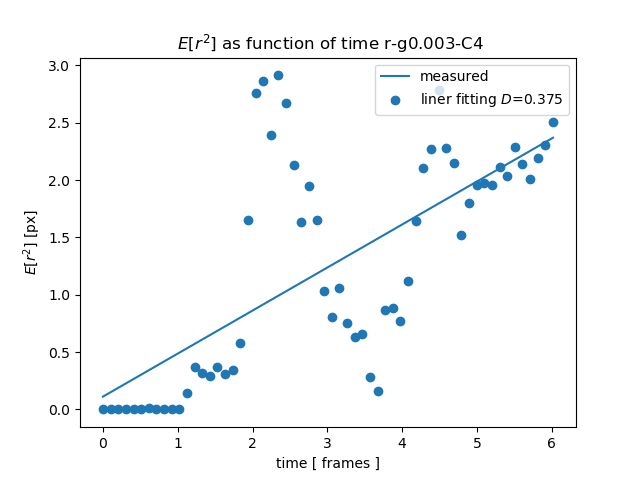 E[r²] as function of time r-g0.003-C4
3.0
2.5
2.0
1.5
1.0
0.5
0.0
E[r²] [px]
measured
liner fitting D=0.375
0 1 2 3 4 5 6
time [ frames ]